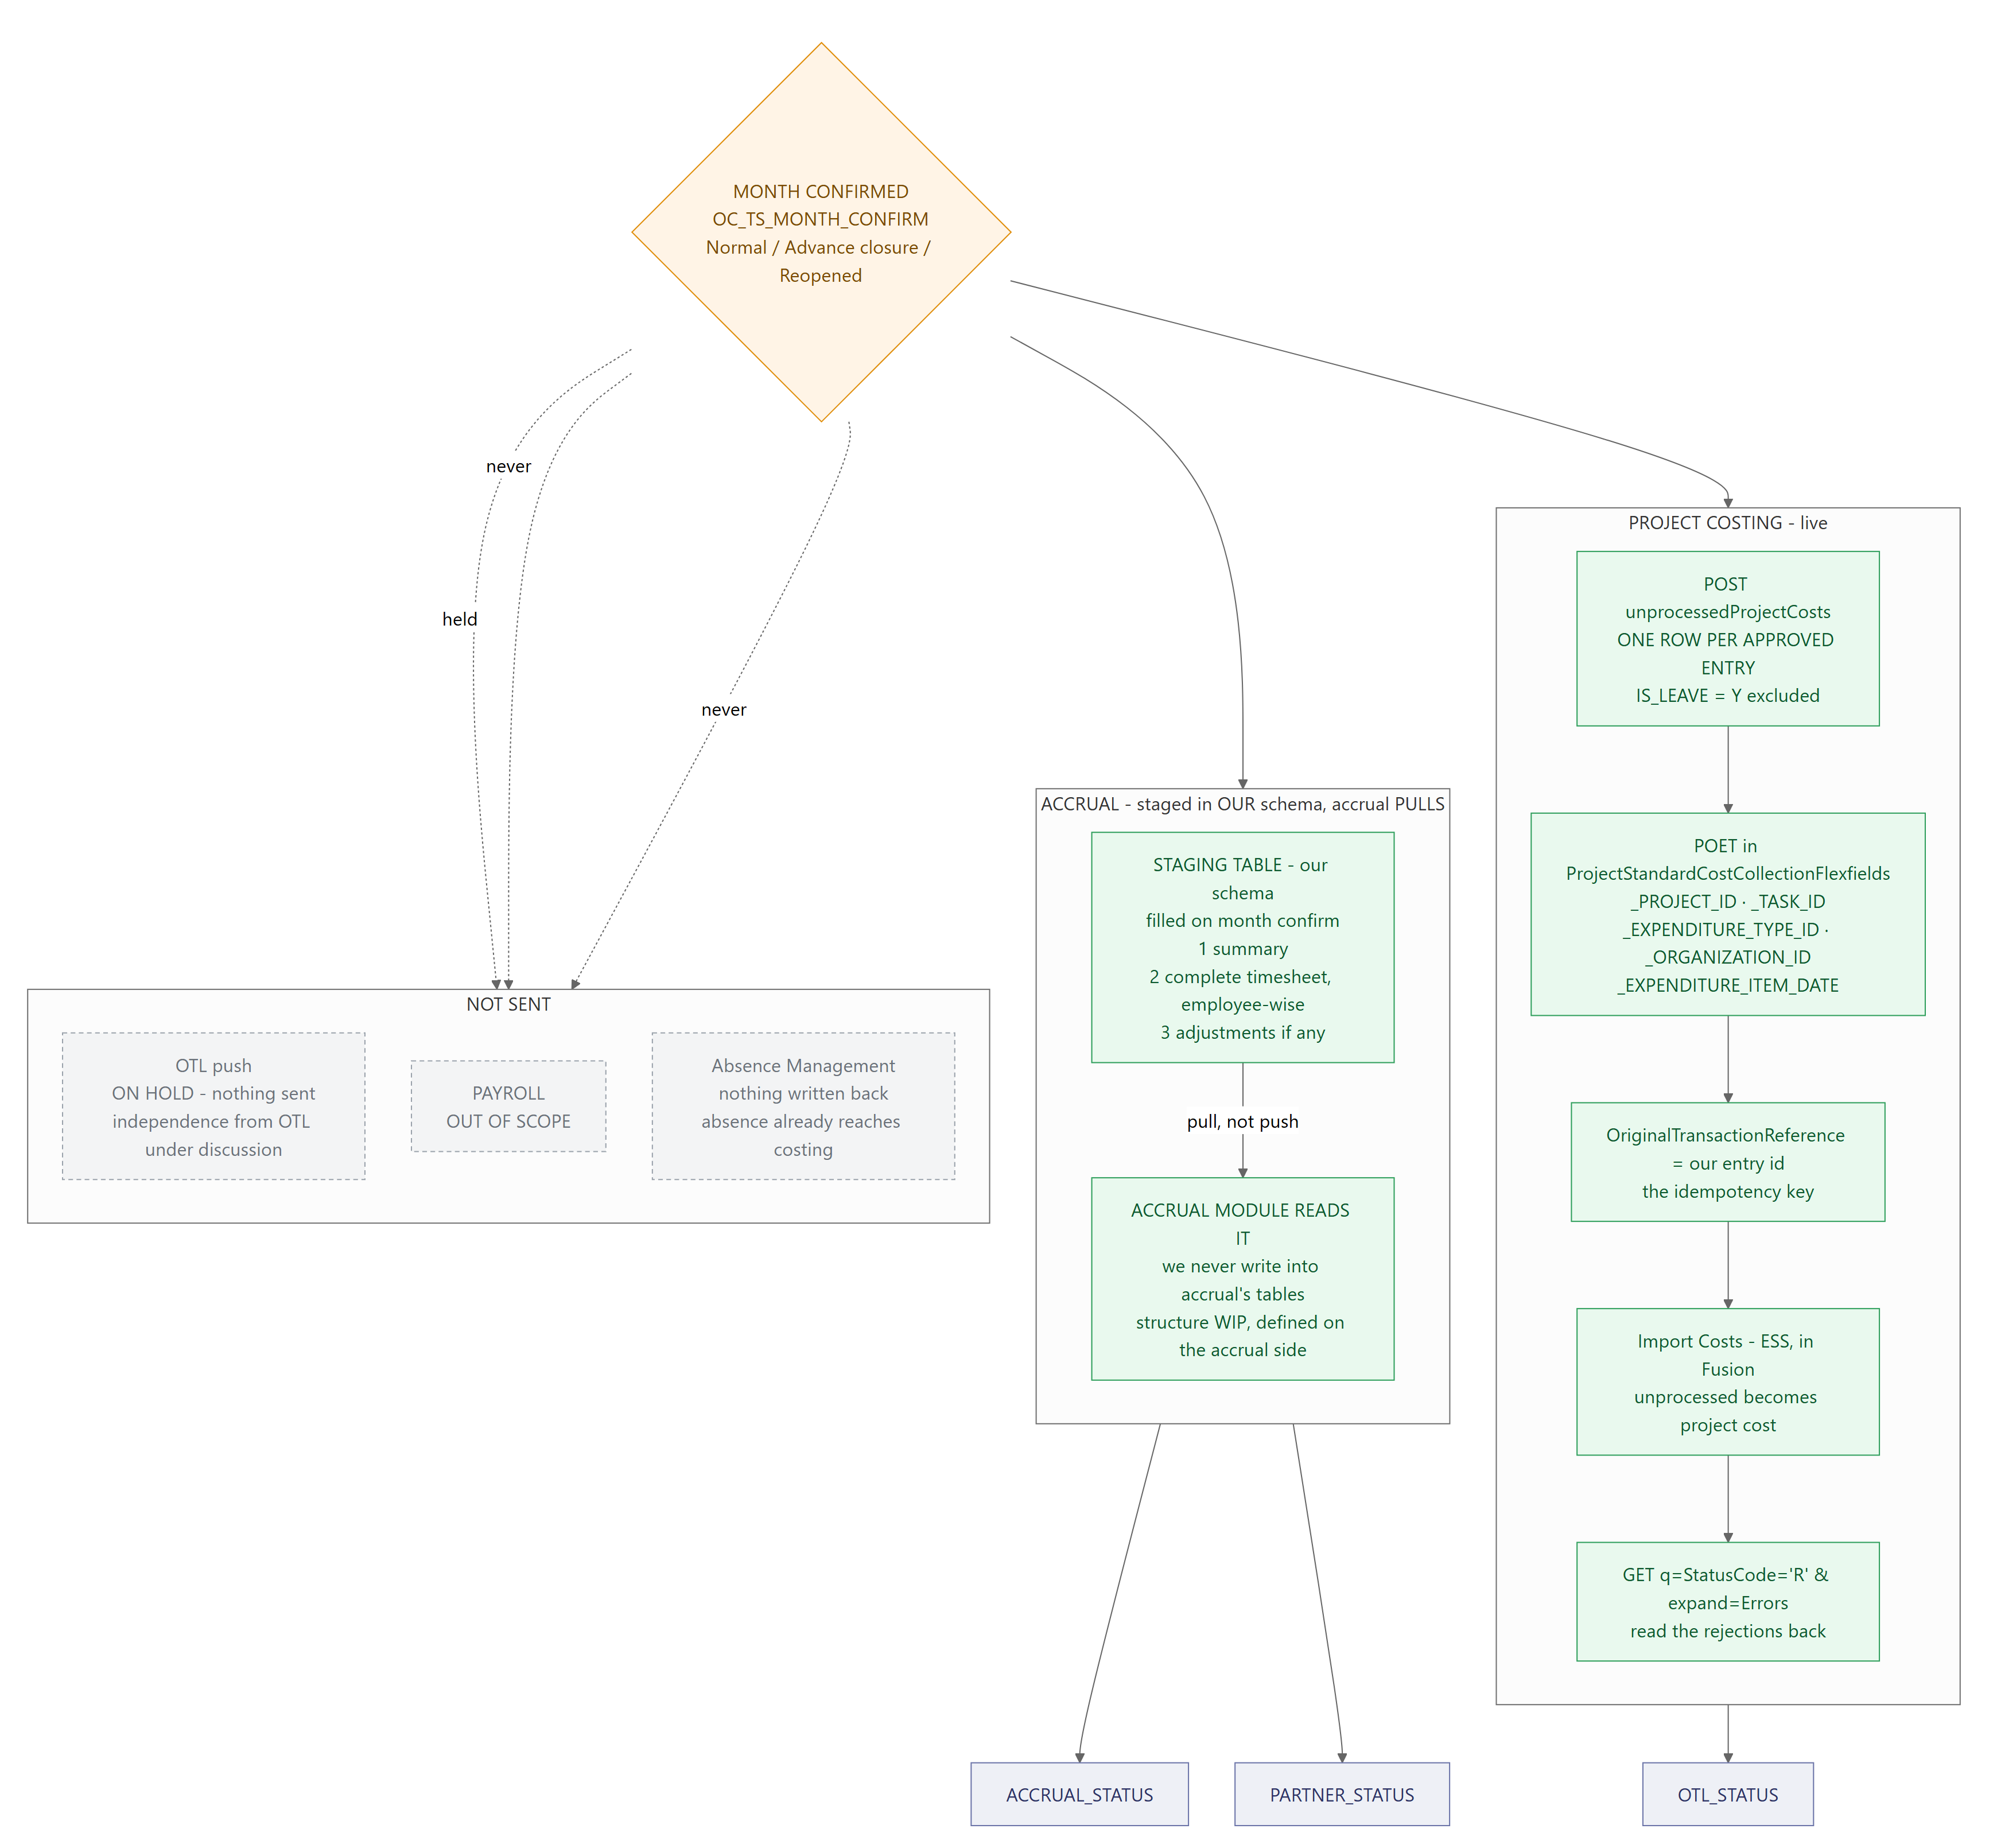 MONTH CONFIRMED
OC_TS_MONTH_CONFIRM
Normal / Advance closure /
Reopened
never
held
never
PROJECT COSTING - live
POST
unprocessedProjectCosts
ONE ROW PER APPROVED
ENTRY
IS_LEAVE = Y excluded
POET in
ProjectStandardCostCollectionFlexfields
_PROJECT_ID · _TASK_ID
_EXPENDITURE_TYPE_ID ·
_ORGANIZATION_ID
_EXPENDITURE_ITEM_DATE
OriginalTransactionReference
= our entry id
the idempotency key
Import Costs - ESS, in
Fusion
unprocessed becomes
project cost
GET q=StatusCode='R' &
expand=Errors
read the rejections back
ACCRUAL - staged in OUR schema, accrual PULLS
STAGING TABLE - our
schema
filled on month confirm
1 summary
2 complete timesheet,
employee-wise
3 adjustments if any
pull, not push
ACCRUAL MODULE READS
IT
we never write into
accrual's tables
structure WIP, defined on
the accrual side
NOT SENT
OTL push
ON HOLD - nothing sent
independence from OTL
under discussion
PAYROLL
OUT OF SCOPE
Absence Management
nothing written back
absence already reaches
costing
ACCRUAL_STATUS
PARTNER_STATUS
OTL_STATUS